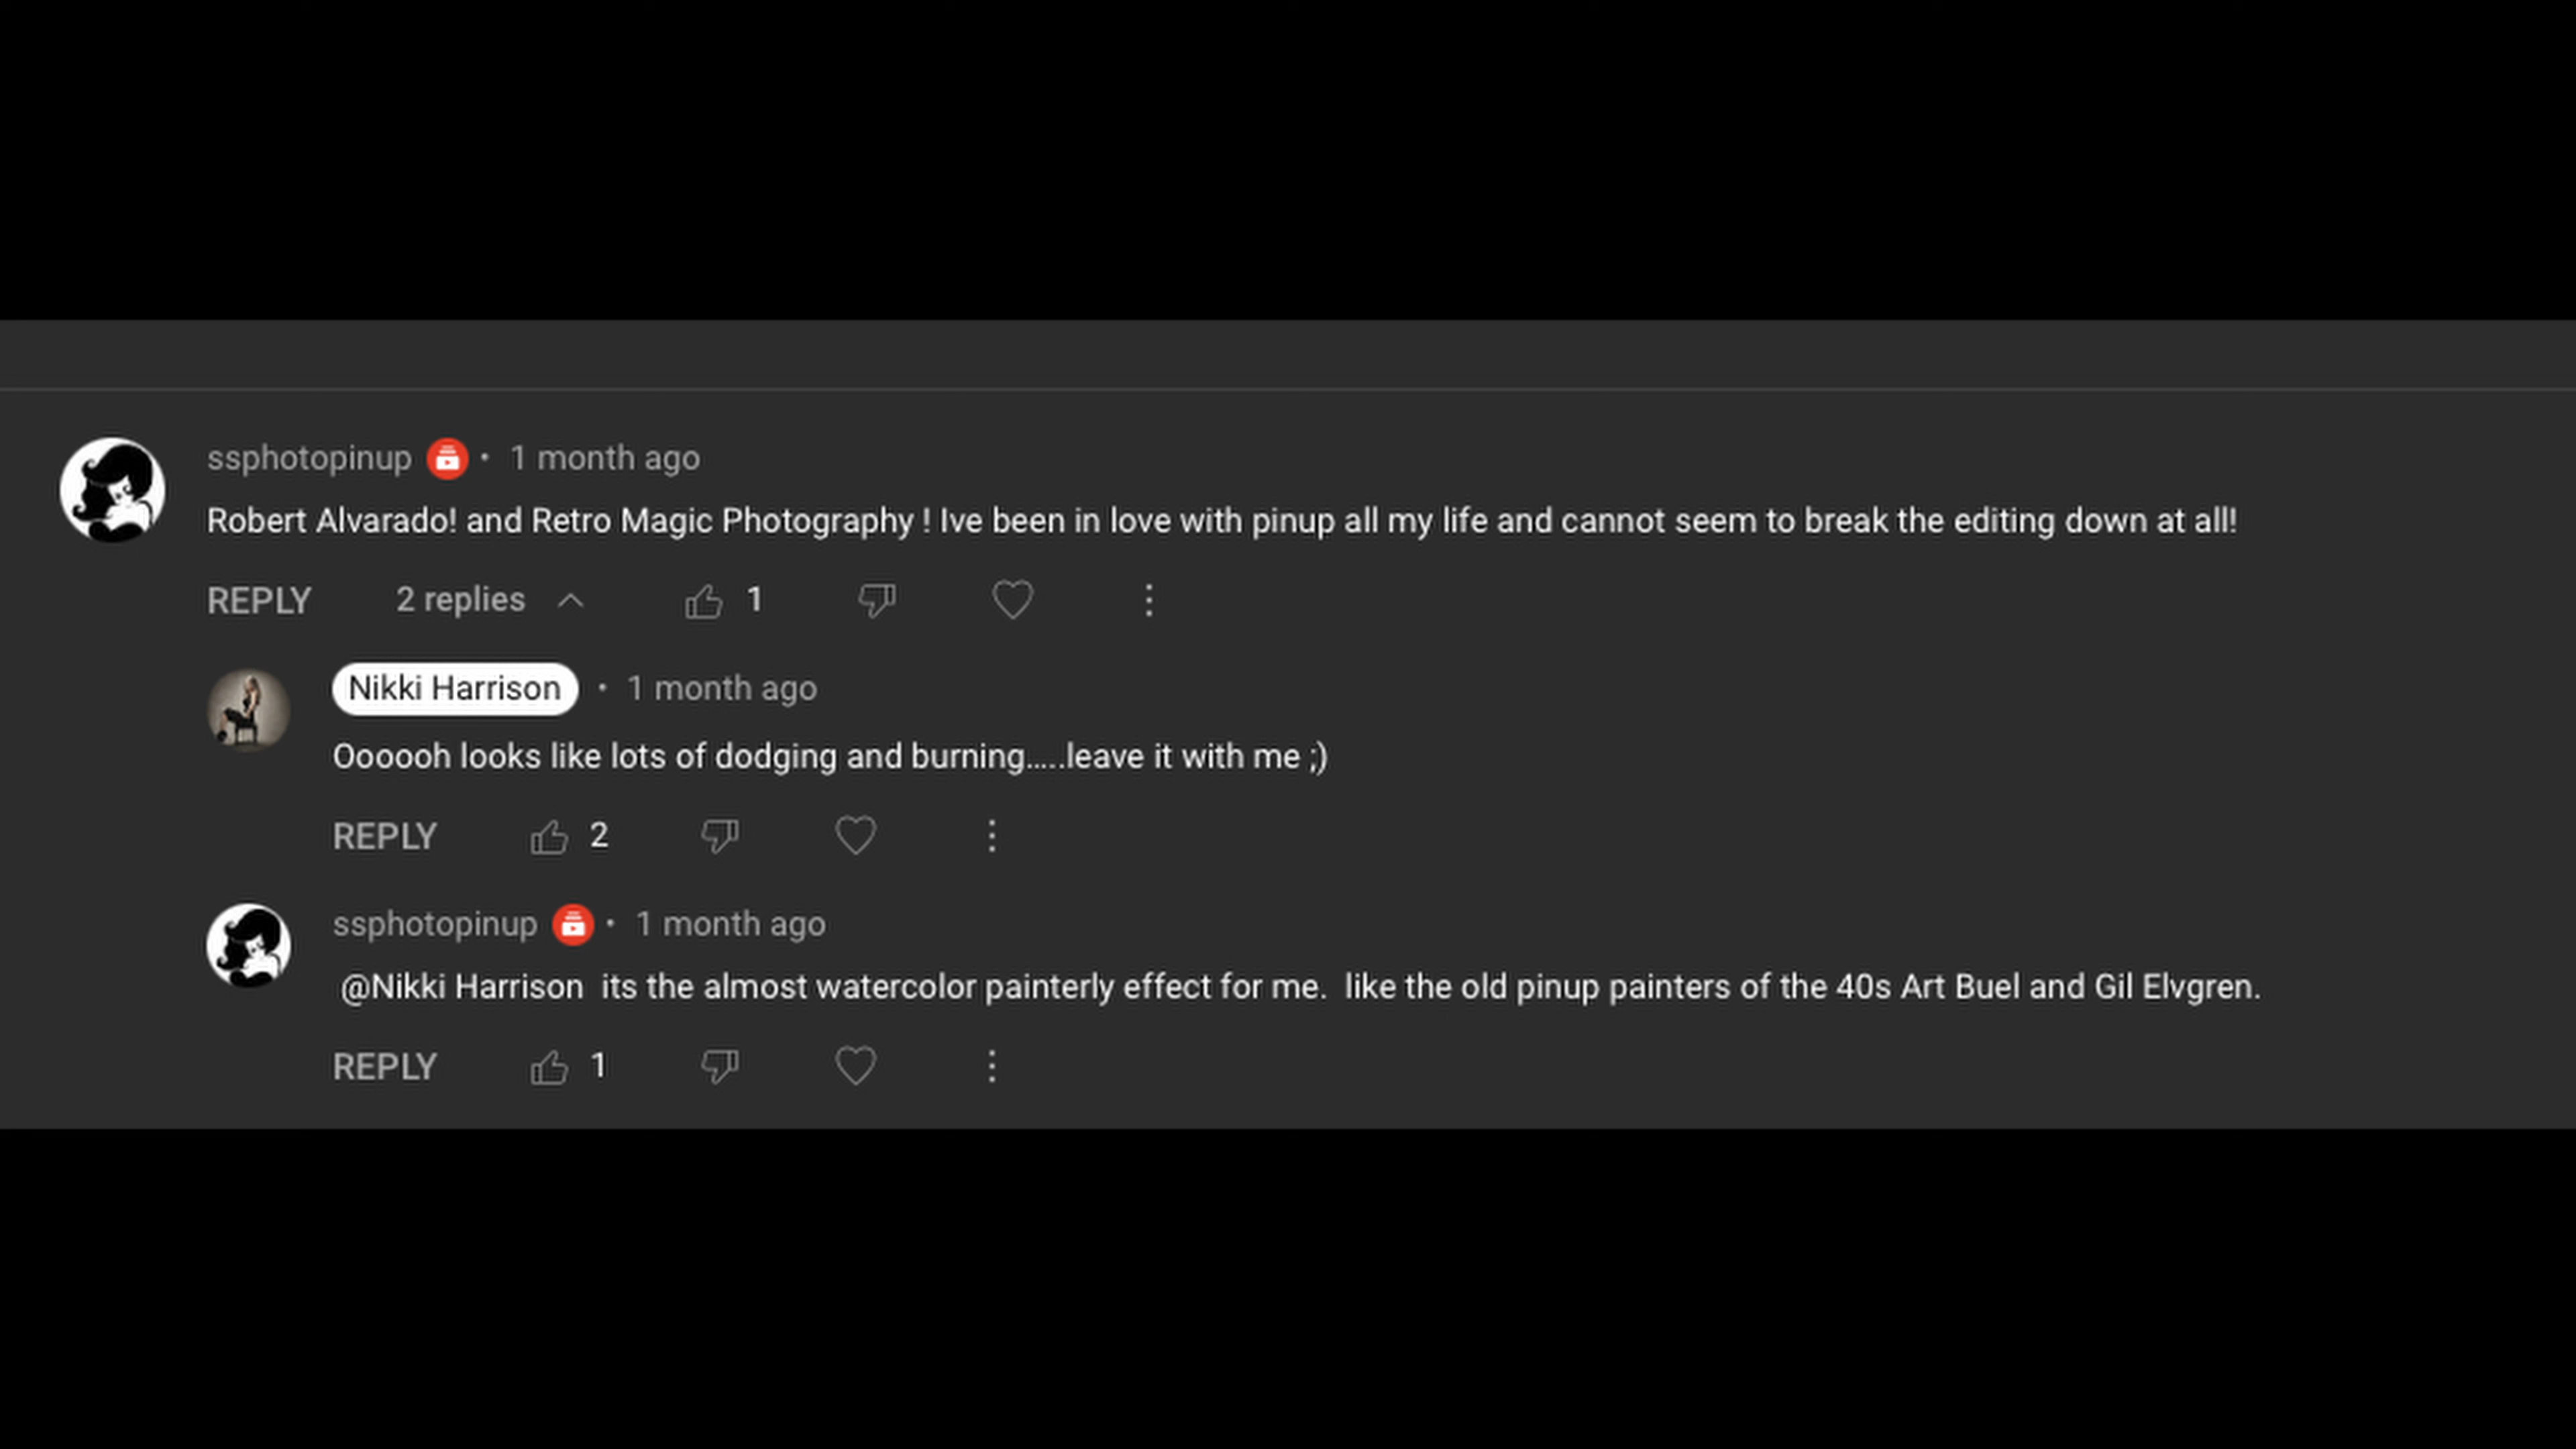 ssphotopinup • 1 month ago
Robert Alvarado! and Retro Magic Photography ! Ive been in love with pinup all my life and cannot seem to break the editing down at all!
REPLY 2 replies 1
Nikki Harrison • 1 month ago
Oooooh looks like lots of dodging and burning.....leave it with me ;)
REPLY 2
ssphotopinup • 1 month ago
@Nikki Harrison its the almost watercolor painterly effect for me. like the old pinup painters of the 40s Art Buel and Gil Elvgren.
REPLY 1